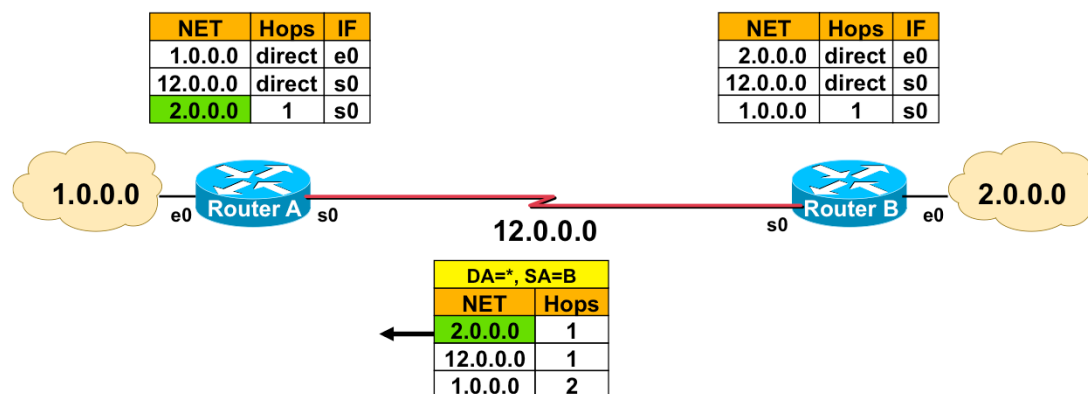 NET Hops IF
1.0.0.0 direct e0
12.0.0.0 direct s0
2.0.0.0 1 s0
NET Hops IF
2.0.0.0 direct e0
12.0.0.0 direct s0
1.0.0.0 1 s0
1.0.0.0
e0
Router A
s0
12.0.0.0
s0
Router B
e0
2.0.0.0
DA=*, SA=B
NET Hops
2.0.0.0 1
12.0.0.0 1
1.0.0.0 2